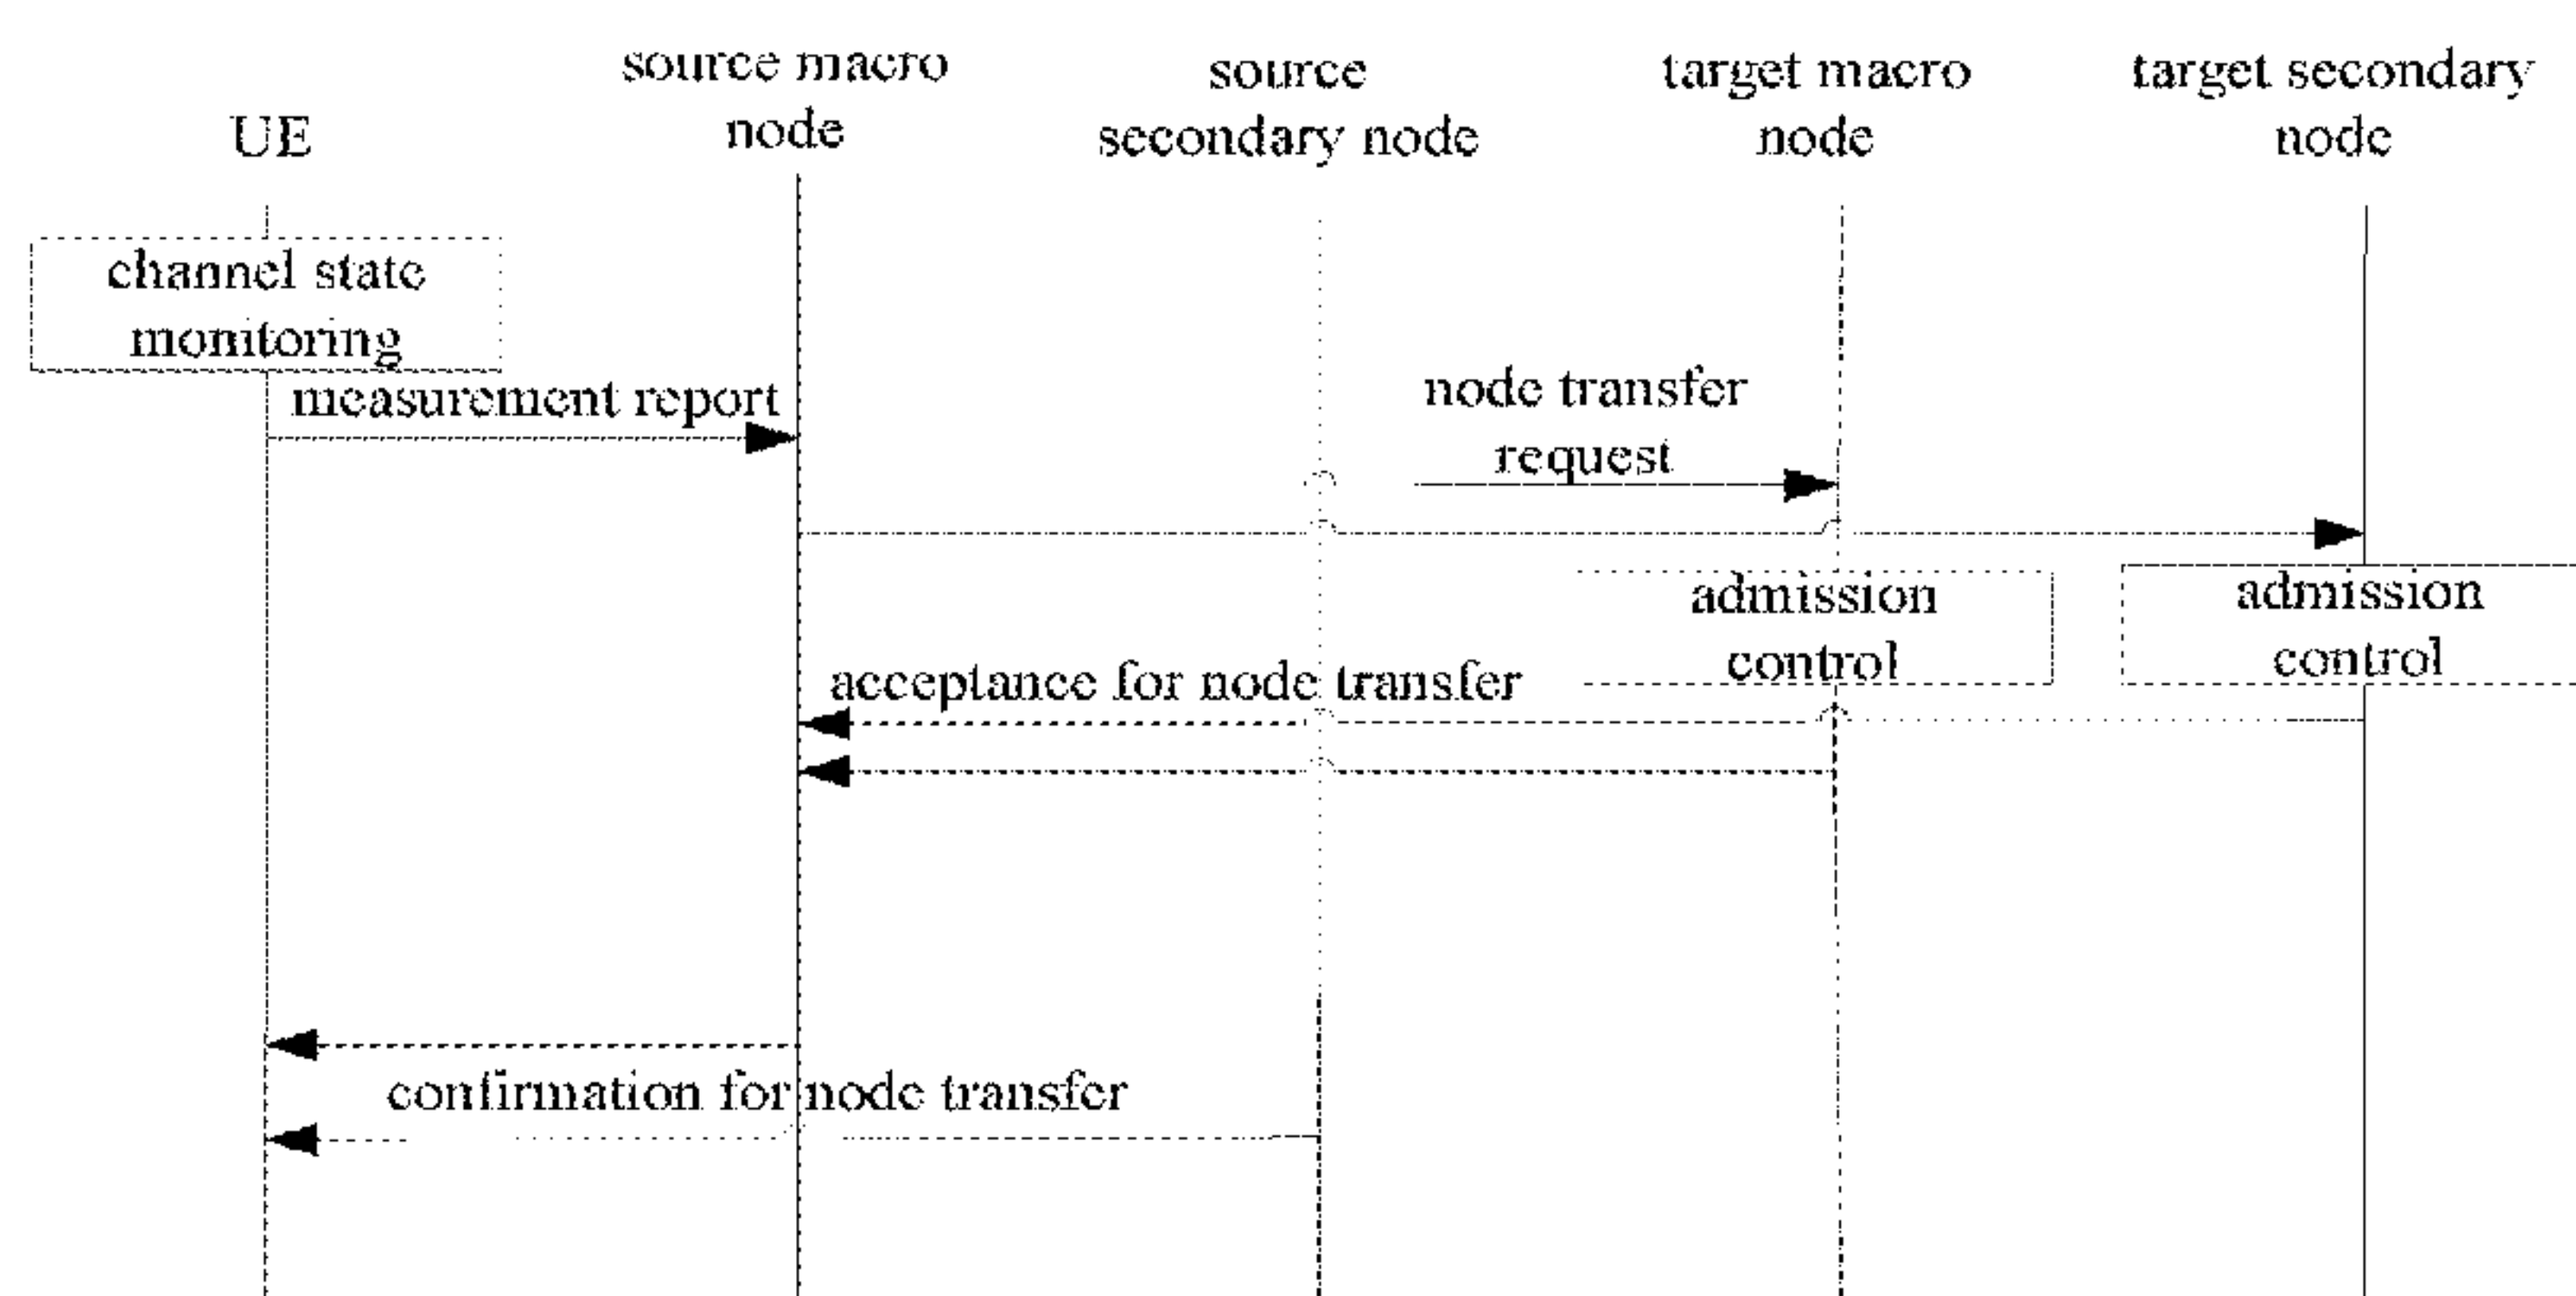 UE
source macro
node
source
secondary node
target macro
node
target secondary
node
channel state
monitoring
measurement report
node transfer
request
admission
control
admission
control
acceptance for node transfer
confirmation for node transfer